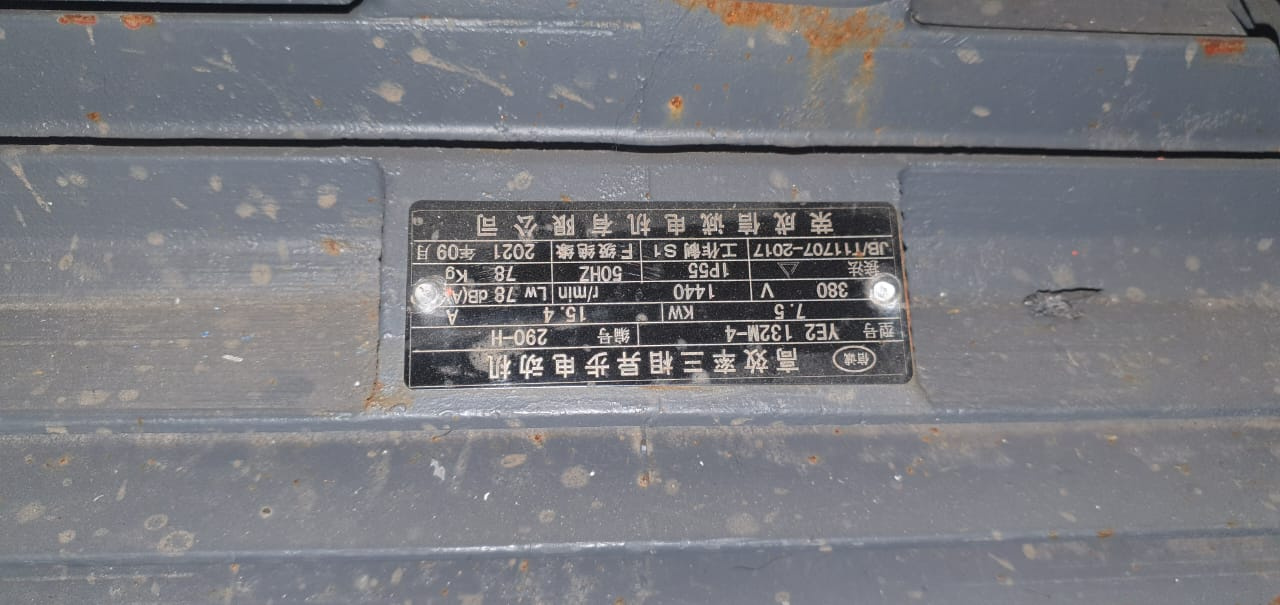 信诚 高效率三相异步电动机
型号 YE2 132M-4 编号 290-H
7.5 KW 15.4 A
380 V 1440 r/min Lw 78 dB(A)
接法 △ 1P55 50HZ 78 Kg
JB/T11707-2017 工作制 S1 F级绝缘 2021 年09月
荣成信诚电机有限公司